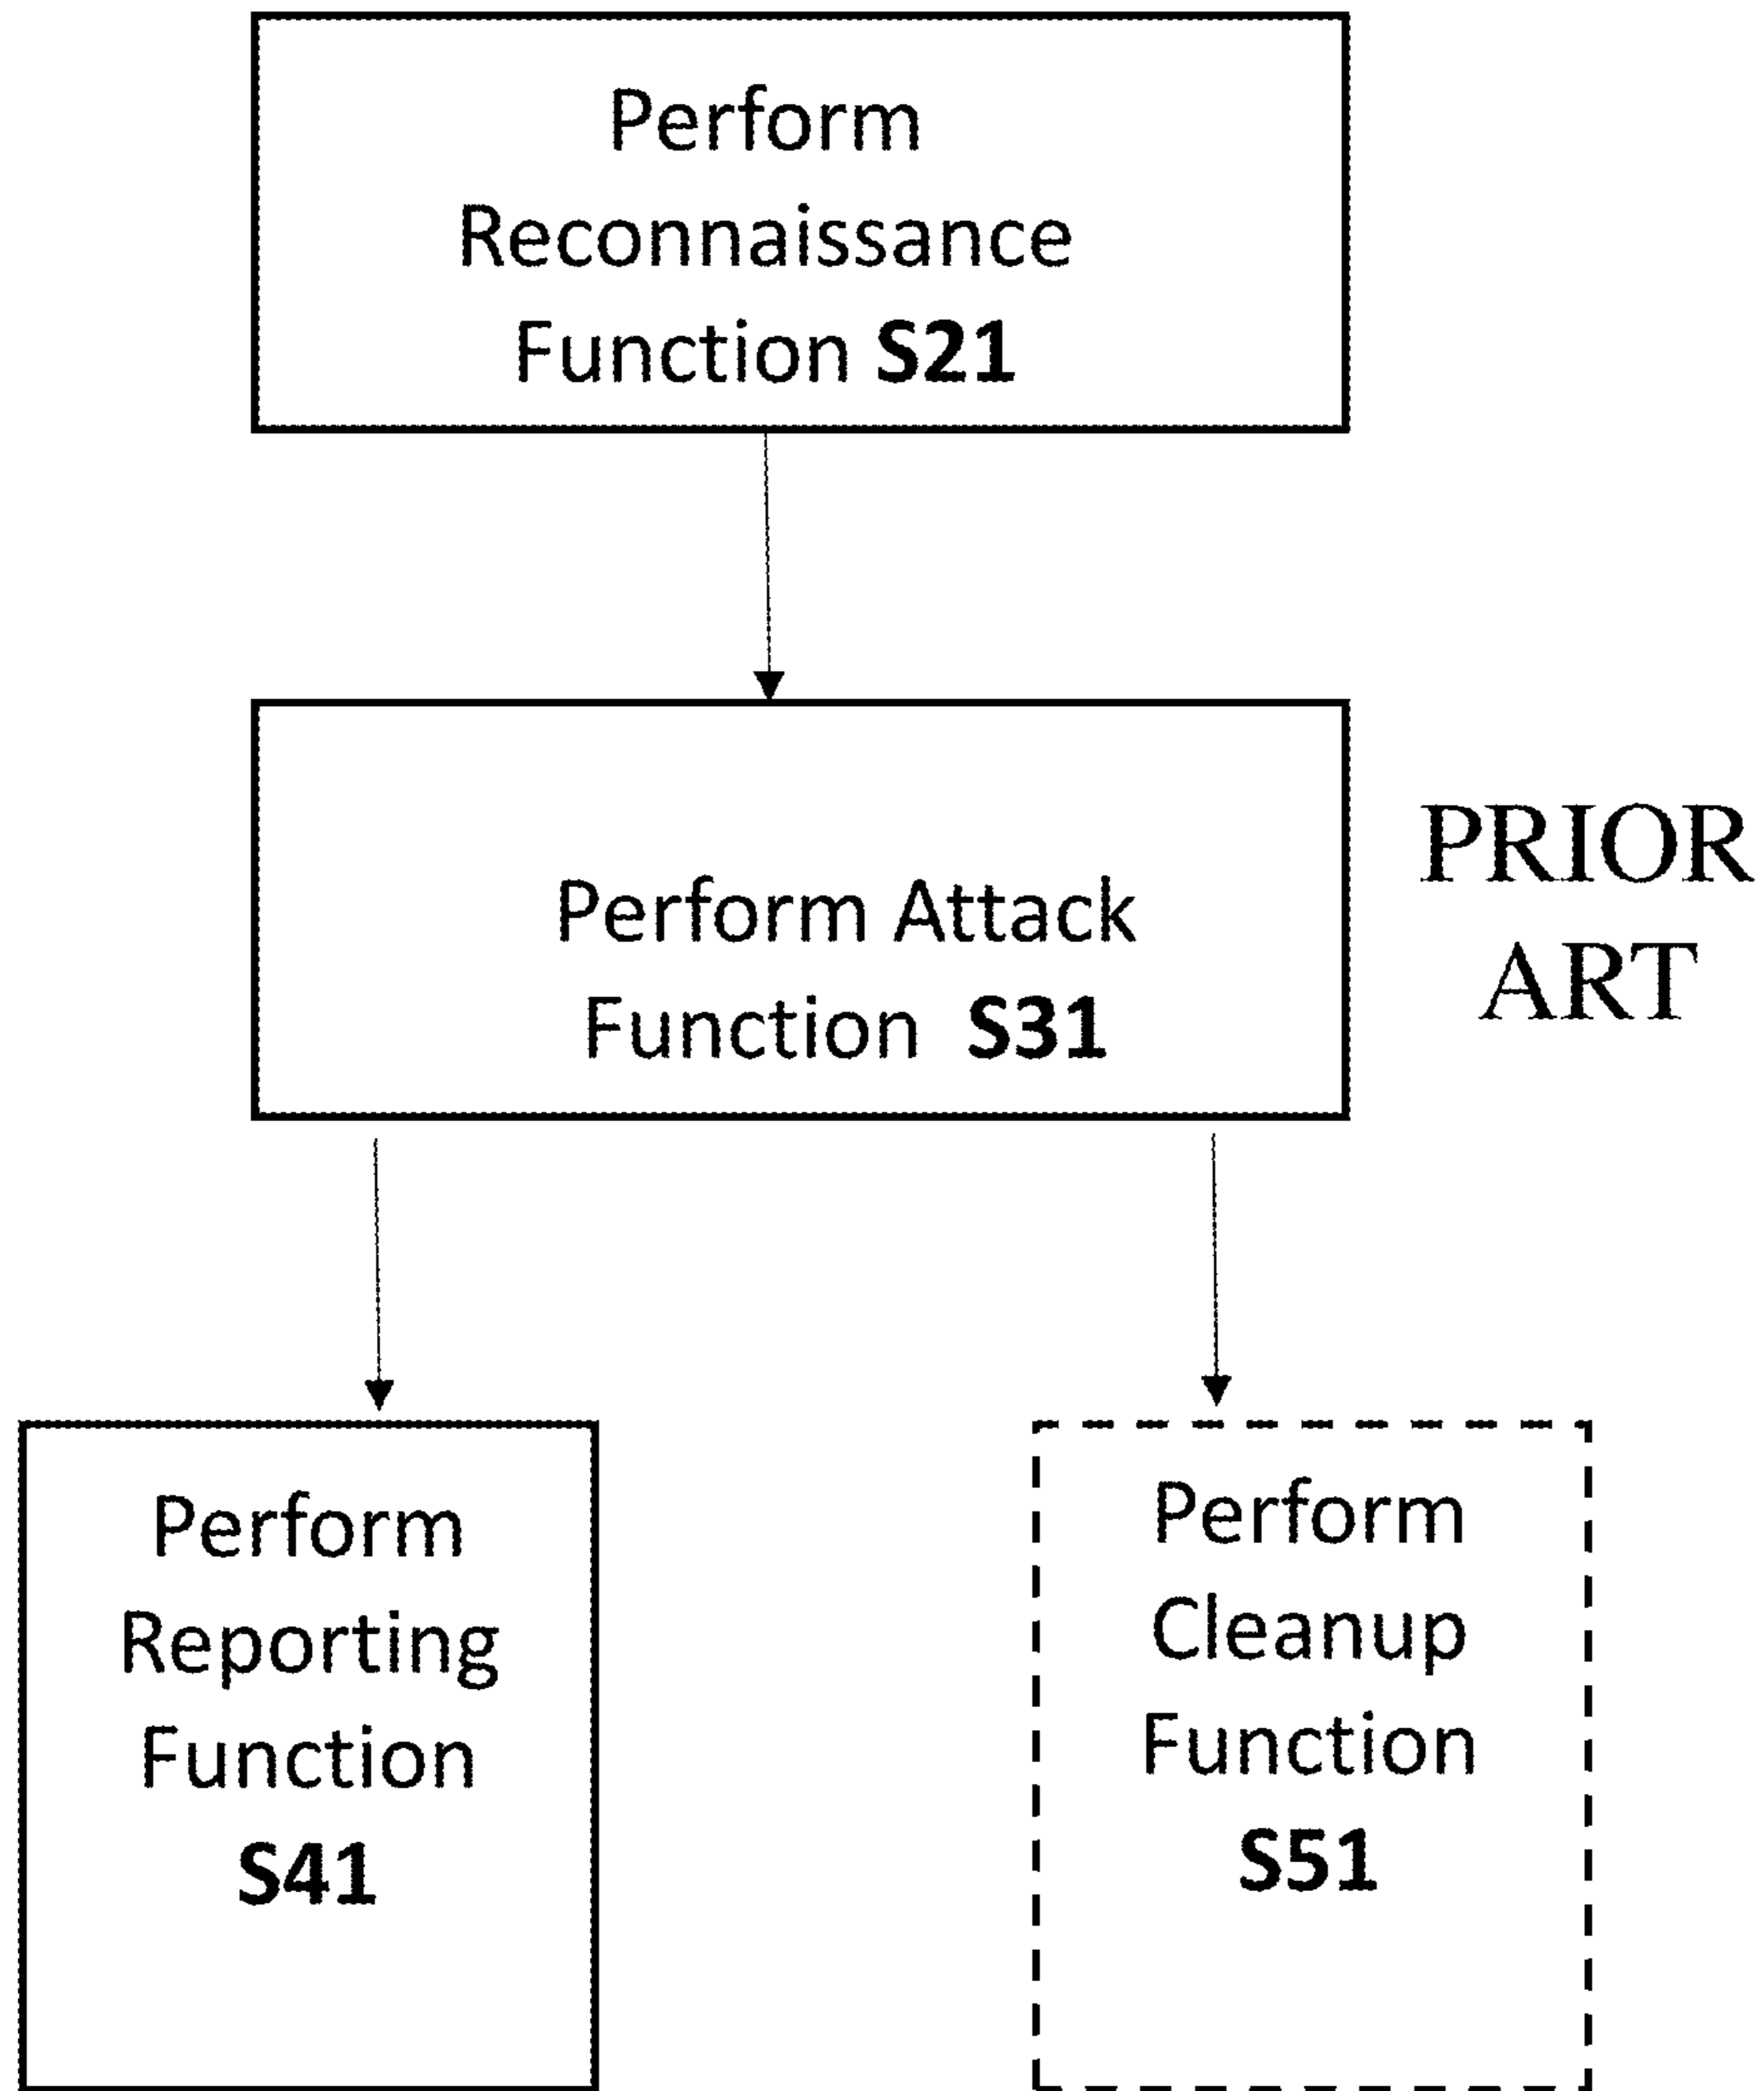 Perform
Reconnaissance
Function S21
Perform Attack
Function S31
PRIOR
ART
Perform
Reporting
Function
S41
Perform
Cleanup
Function
S51